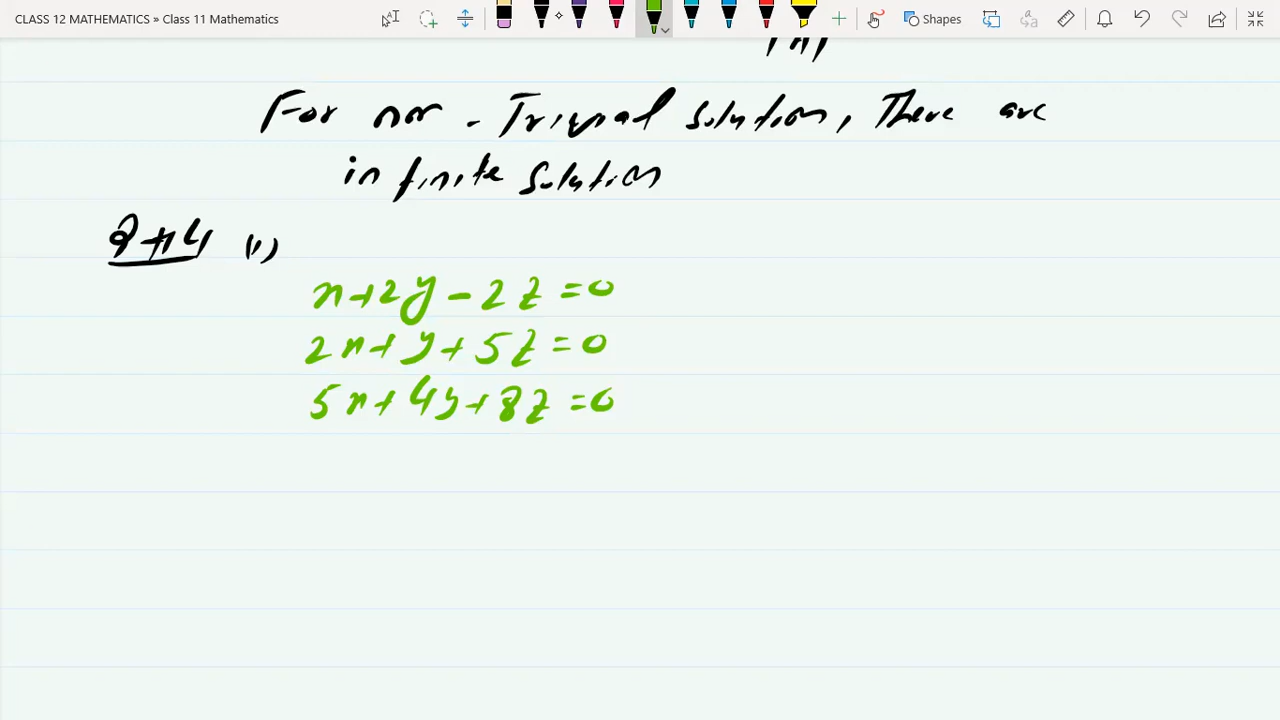 CLASS 12 MATHEMATICS » Class 11 Mathematics
Shapes
|A|
For non - Trivial solution, There are
infinite solution
Q#4 (i)
x+2y-2z=0
2x+y+5z=0
5x+4y+8z=0